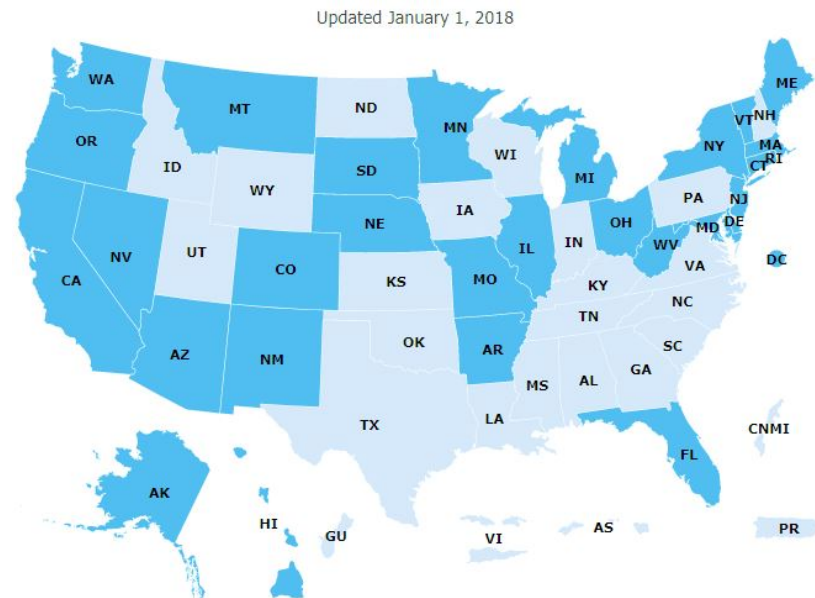 Updated January 1, 2018
WA
MT
ND
MN
ME
VT
NH
OR
ID
WY
SD
WI
MI
NY
MA
RI
CT
NV
UT
CO
NE
IA
IL
IN
OH
PA
NJ
MD
DE
WV
VA
DC
CA
KS
MO
KY
AZ
NM
OK
AR
TN
NC
SC
TX
LA
MS
AL
GA
FL
CNMI
AK
HI
GU
VI
AS
PR